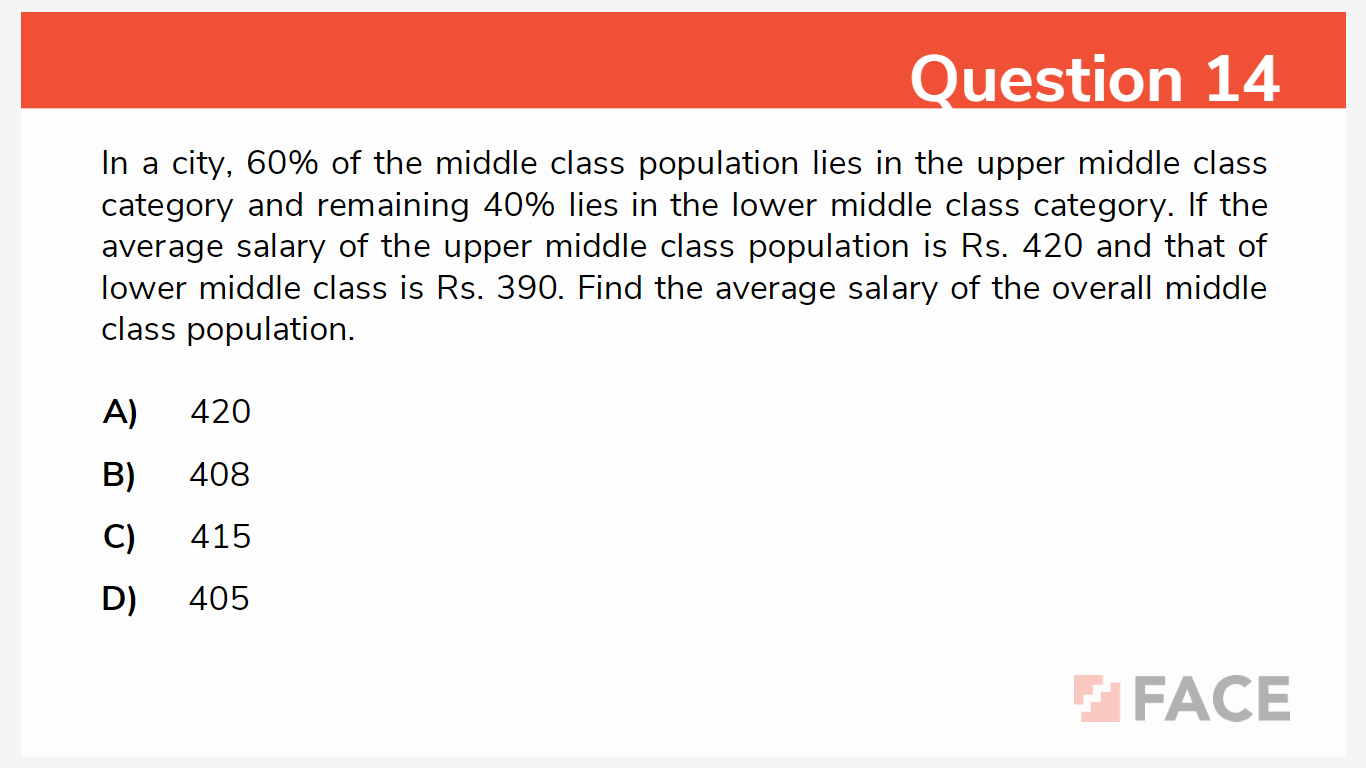 Question 14
In a city, 60% of the middle class population lies in the upper middle class
category and remaining 40% lies in the lower middle class category. If the
average salary of the upper middle class population is Rs. 420 and that of
lower middle class is Rs. 390. Find the average salary of the overall middle
class population.
A) 420
B) 408
C) 415
D) 405
FACE